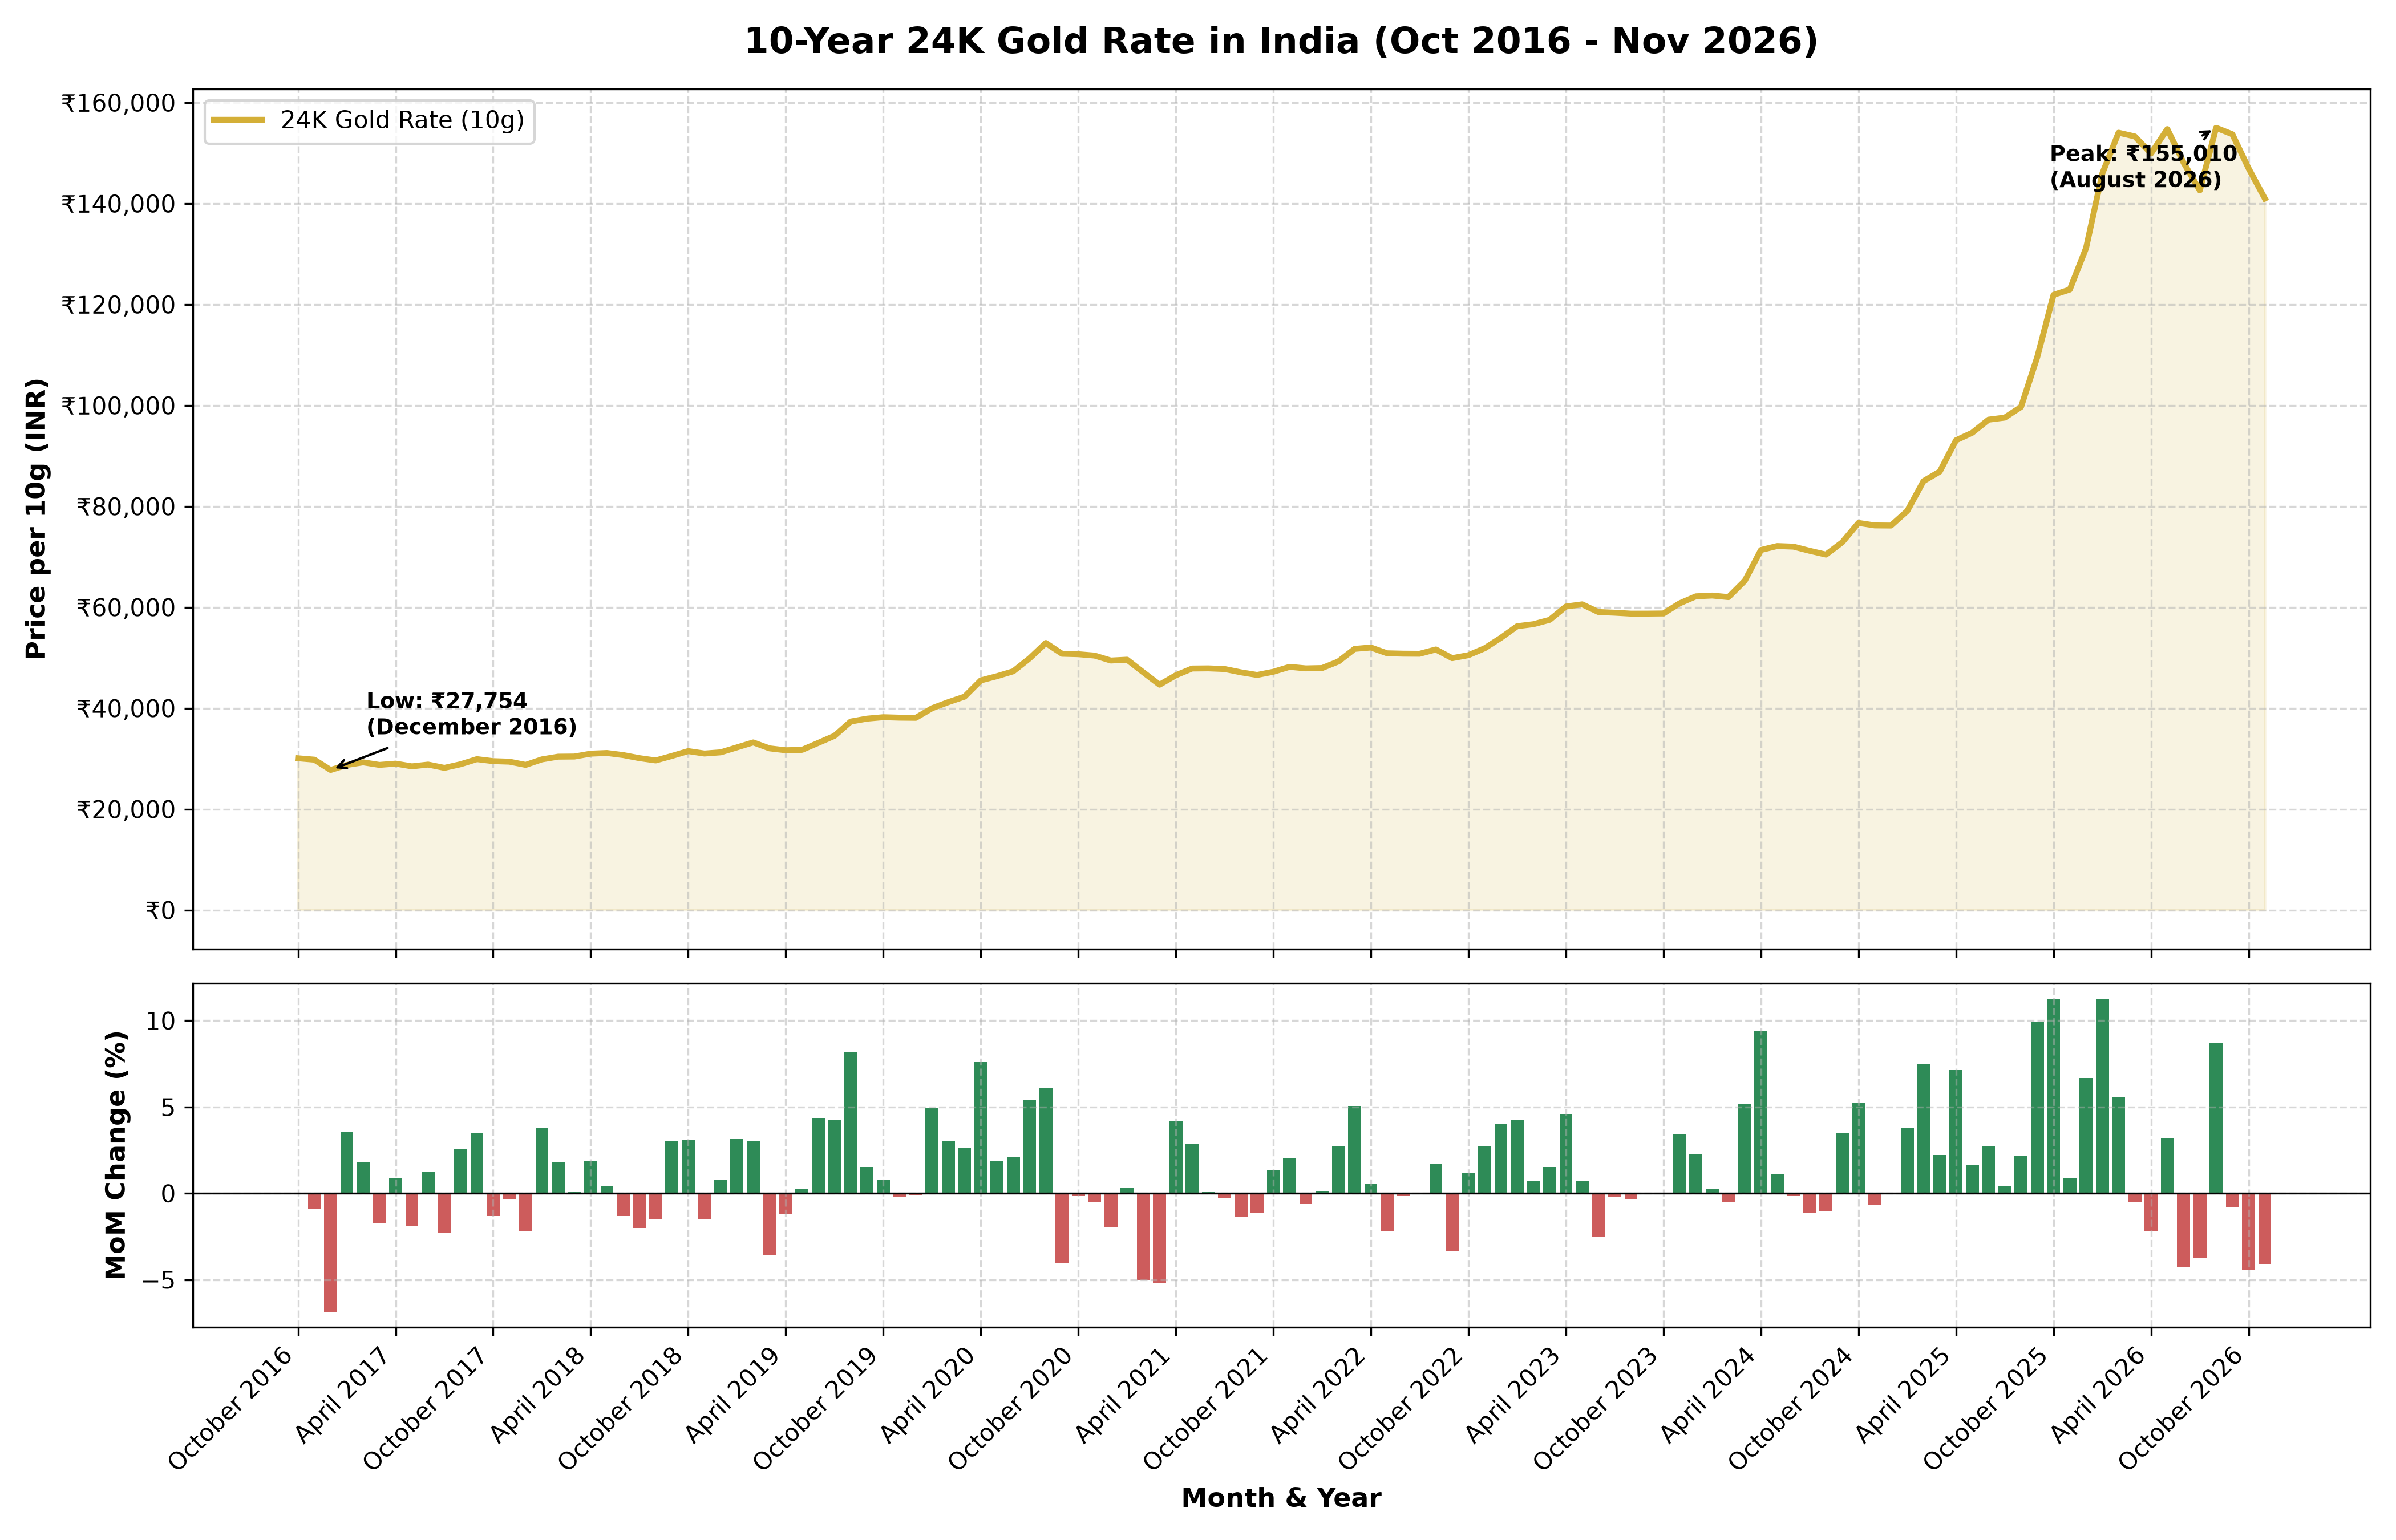 10-Year 24K Gold Rate in India (Oct 2016 - Nov 2026)
24K Gold Rate (10g)
Price per 10g (INR)
₹160,000
₹140,000
₹120,000
₹100,000
₹80,000
₹60,000
₹40,000
₹20,000
₹0
Peak: ₹155,010
(August 2026)
Low: ₹27,754
(December 2016)
MoM Change (%)
10
5
0
−5
October 2016
April 2017
October 2017
April 2018
October 2018
April 2019
October 2019
April 2020
October 2020
April 2021
October 2021
April 2022
October 2022
April 2023
October 2023
April 2024
October 2024
April 2025
October 2025
April 2026
October 2026
Month & Year